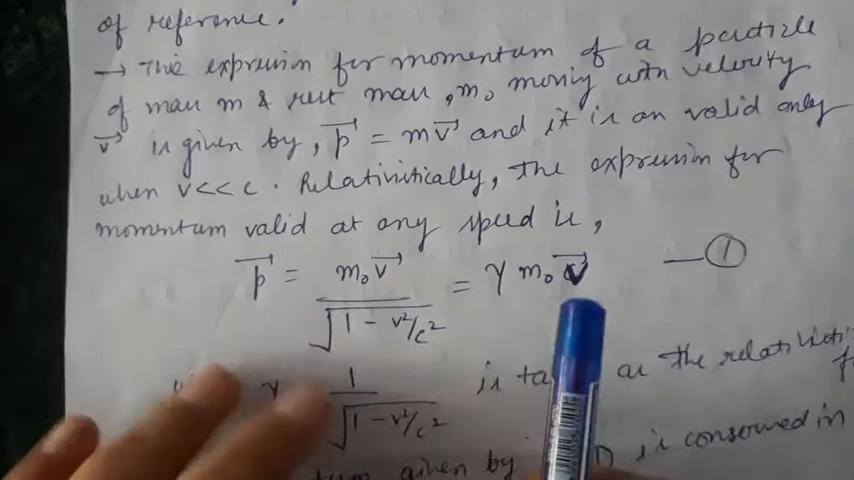 of reference.
→ The expression for momentum of a particle
of mass m & rest mass, m₀ moving with velocity
v⃗ is given by, p⃗ = mv⃗ and it is an valid only
when v<<c. Relativistically, the expression for
momentum valid at any speed is,
p⃗ = m₀v⃗ / √(1 - v²/c²) = γ m₀ v⃗ —①
γ 1 / √(1 - v²/c²) is as the
given by is conserved in